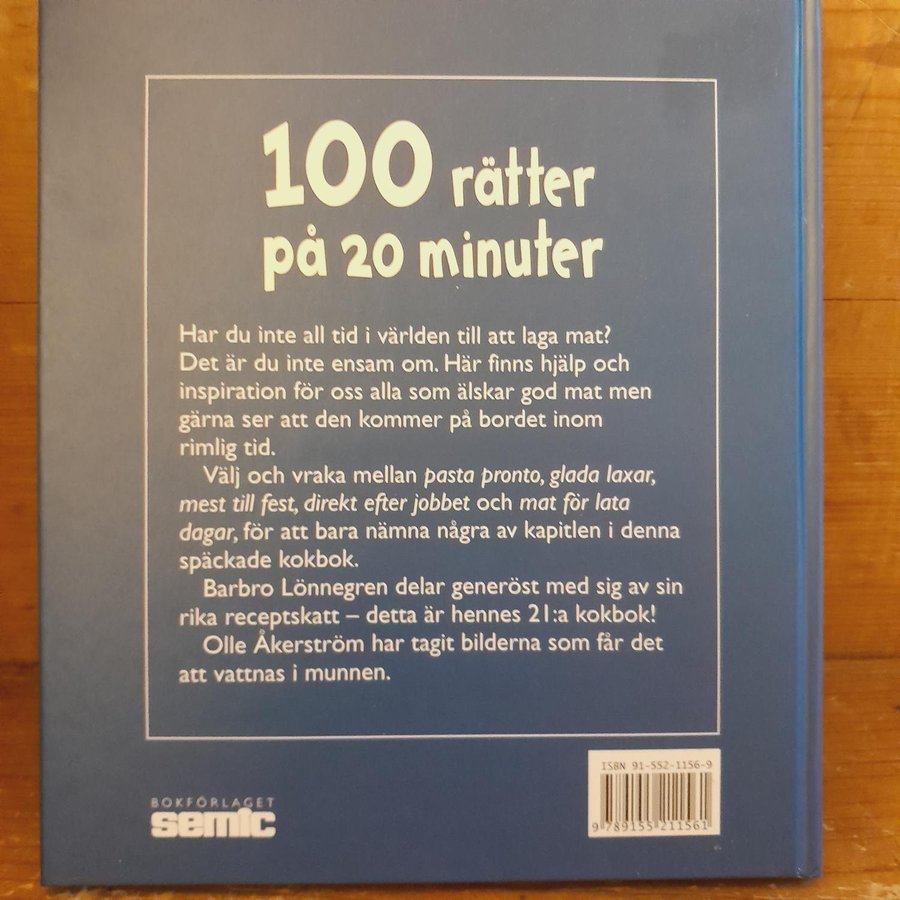 100 rätter
på 20 minuter
Har du inte all tid i världen till att laga mat?
Det är du inte ensam om. Här finns hjälp och
inspiration för oss alla som älskar god mat men
gärna ser att den kommer på bordet inom
rimlig tid.
Välj och vraka mellan pasta pronto, glada laxar,
mest till fest, direkt efter jobbet och mat för lata
dagar, för att bara nämna några av kapitlen i denna
späckade kokbok.
Barbro Lönnegren delar generöst med sig av sin
rika receptskatt – detta är hennes 21:a kokbok!
Olle Åkerström har tagit bilderna som får det
att vattnas i munnen.
BOKFÖRLAGET
semic
ISBN 91-552-1156-9
9 789155 211561